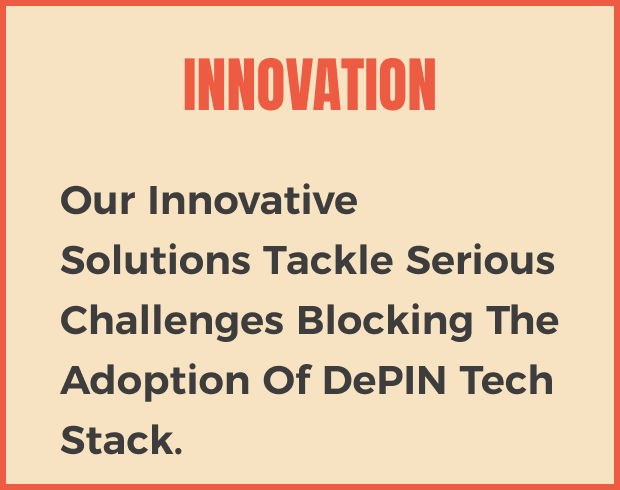 INNOVATION
Our Innovative
Solutions Tackle Serious
Challenges Blocking The
Adoption Of DePIN Tech
Stack.